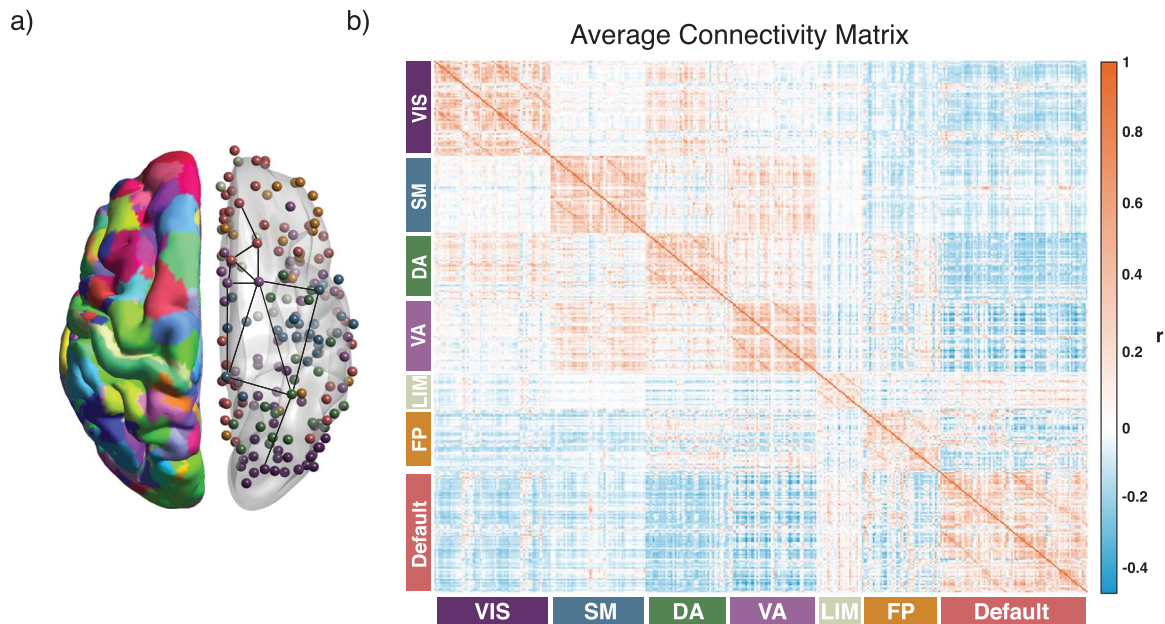 a)
b)
Average Connectivity Matrix
VIS
SM
DA
VA
LIM
FP
Default
VIS
SM
DA
VA
LIM
FP
Default
1
0.8
0.6
0.4
0.2
0
-0.2
-0.4
r